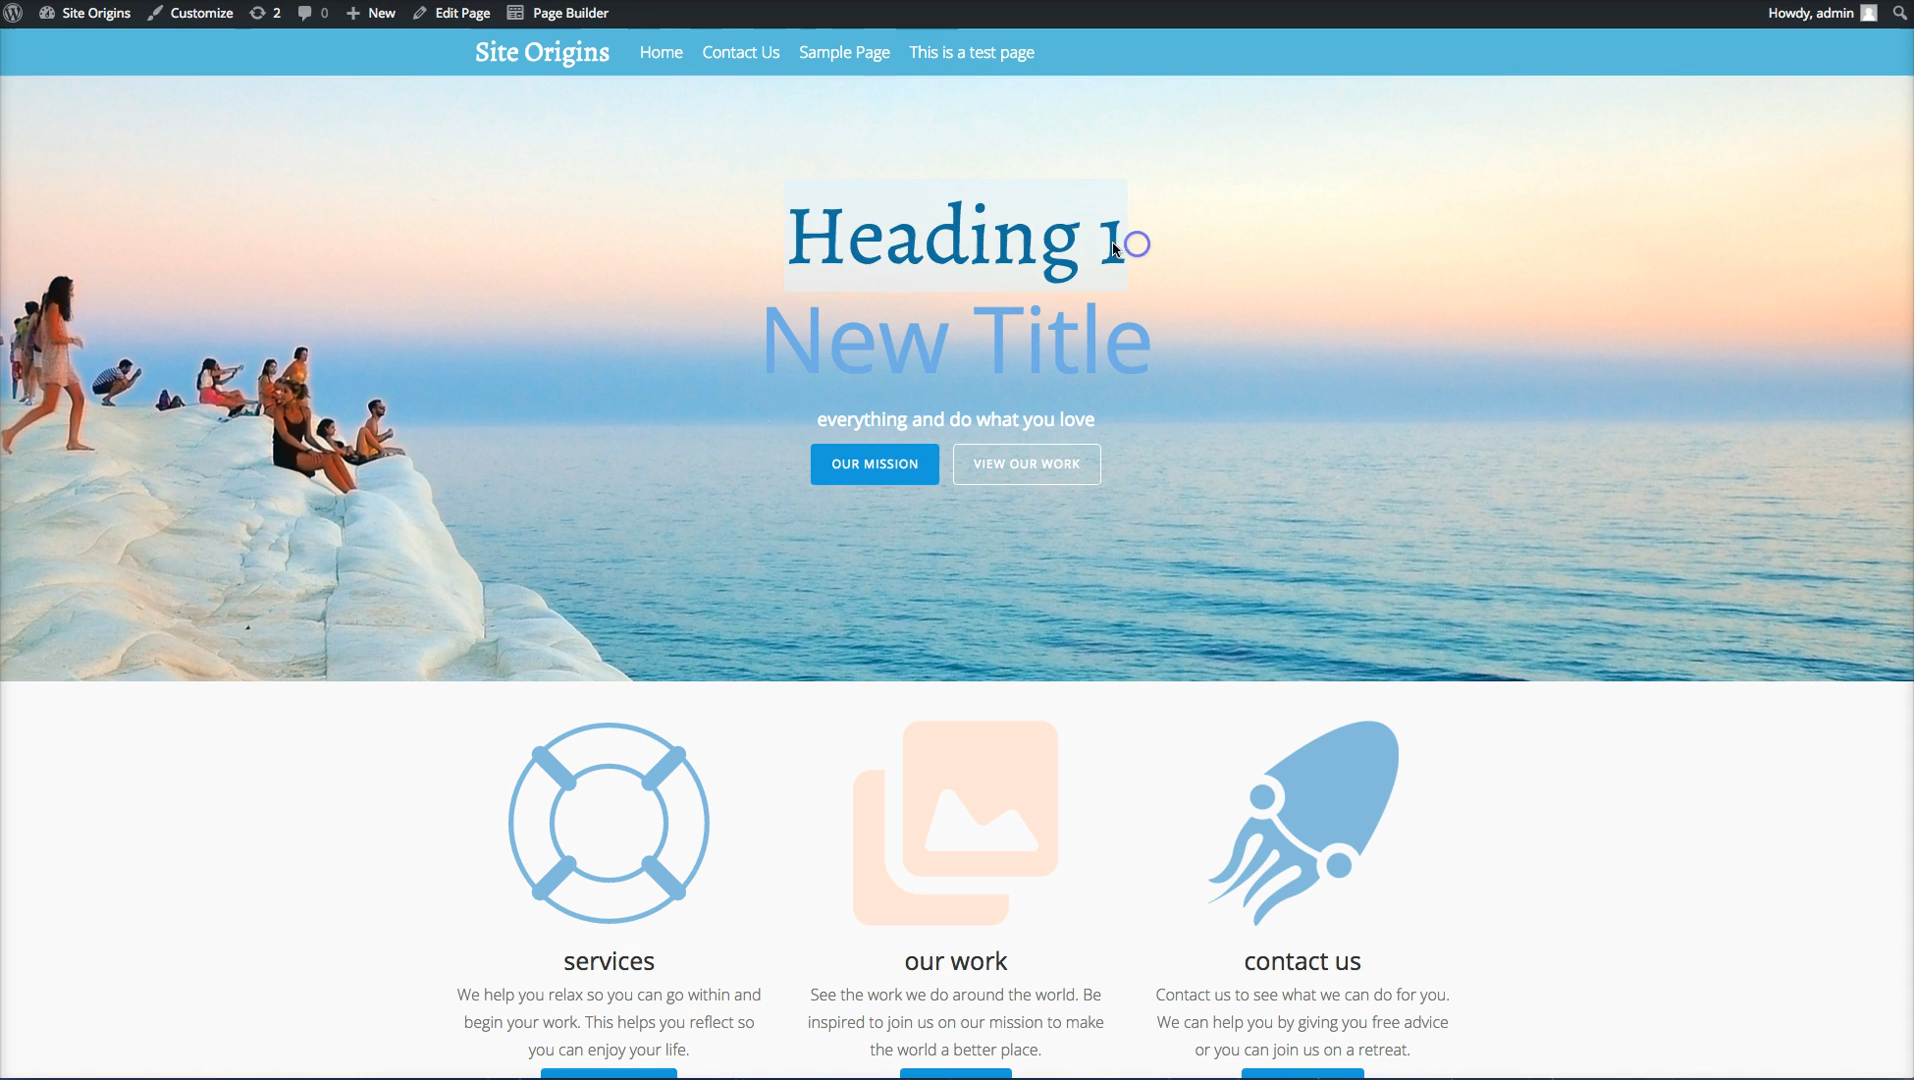 Site Origins Customize 2 0 New Edit Page Page Builder Howdy, admin
Site Origins Home Contact Us Sample Page This is a test page
Heading 1
New Title
everything and do what you love
OUR MISSION VIEW OUR WORK
services
We help you relax so you can go within and
begin your work. This helps you reflect so
you can enjoy your life.
our work
See the work we do around the world. Be
inspired to join us on our mission to make
the world a better place.
contact us
Contact us to see what we can do for you.
We can help you by giving you free advice
or you can join us on a retreat.